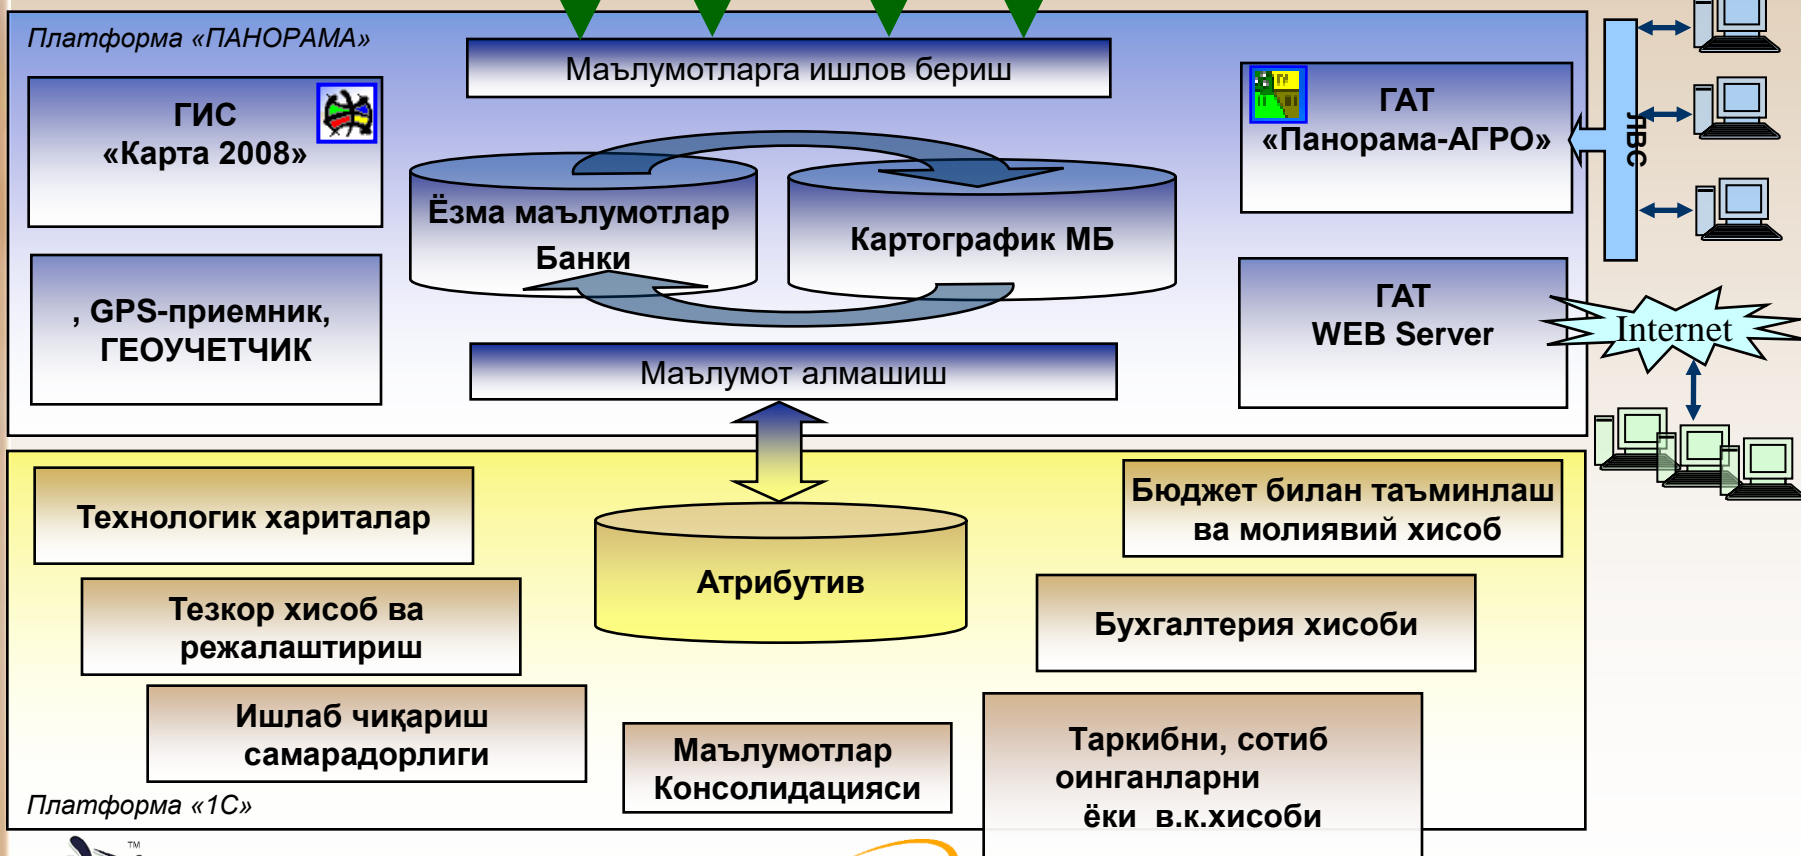 Платформа «ПАНОРАМА»
Маълумотларга ишлов бериш
ГИС
«Карта 2008»
ГАТ
«Панорама-АГРО»
ЛВС
Ёзма маълумотлар
Банки
Картографик МБ
, GPS-приемник,
ГЕОУЧЕТЧИК
ГАТ
WEB Server
Internet
Маълумот алмашиш
Технологик хариталар
Бюджет билан таъминлаш
ва молиявий хисоб
Атрибутив
Тезкор хисоб ва
режалаштириш
Бухгалтерия хисоби
Ишлаб чиқариш
самарадорлиги
Маълумотлар
Консолидацияси
Таркибни, сотиб
оинганларни
ёки в.к.хисоби
Платформа «1С»
TM